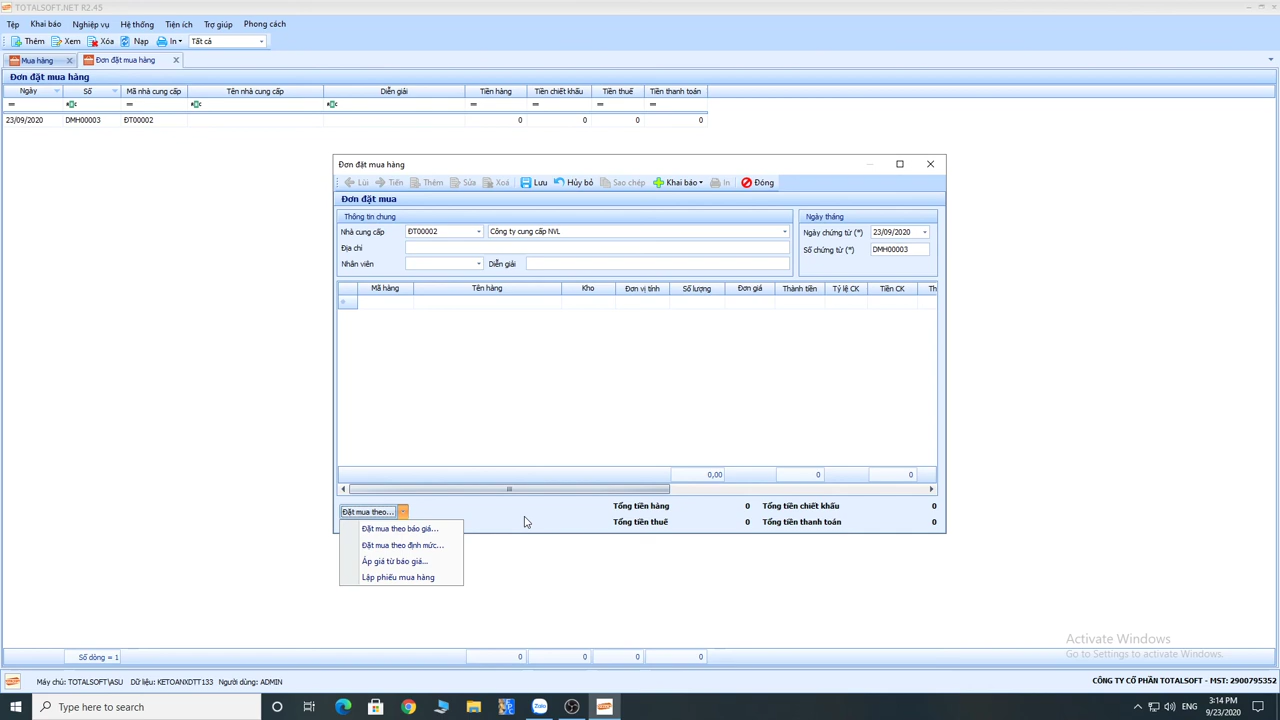 TOTALSOFT.NET R2.45
Tệp Khai báo Nghiệp vụ Hệ thống Tiện ích Trợ giúp Phong cách
Thêm Xem Xóa Nạp In Tất cả
Mua hàng Đơn đặt mua hàng
Đơn đặt mua hàng
Ngày Số Mã nhà cung cấp Tên nhà cung cấp Diễn giải Tiền hàng Tiền chiết khấu Tiền thuế Tiền thanh toán
23/09/2020 DMH00003 ĐT00002 0 0 0 0
Đơn đặt mua hàng
Lùi Tiến Thêm Sửa Xoá Lưu Hủy bỏ Sao chép Khai báo In Đóng
Đơn đặt mua
Thông tin chung Ngày tháng
Nhà cung cấp ĐT00002 Công ty cung cấp NVL Ngày chứng từ (*) 23/09/2020
Địa chỉ Số chứng từ (*) DMH00003
Nhân viên Diễn giải
Mã hàng Tên hàng Kho Đơn vị tính Số lượng Đơn giá Thành tiền Tỷ lệ CK Tiền CK Th
0,00 0 0
Đặt mua theo... Tổng tiền hàng 0 Tổng tiền chiết khấu 0
Tổng tiền thuế 0 Tổng tiền thanh toán 0
Đặt mua theo báo giá...
Đặt mua theo định mức...
Áp giá từ báo giá...
Lập phiếu mua hàng
Activate Windows
Go to Settings to activate Windows.
Số dòng = 1 0 0 0 0
Máy chủ: TOTALSOFT\ASU Dữ liệu: KETOANXDTT133 Người dùng: ADMIN CÔNG TY CỔ PHẦN TOTALSOFT - MST: 2900795352
Type here to search Zalo ENG 3:14 PM
9/23/2020